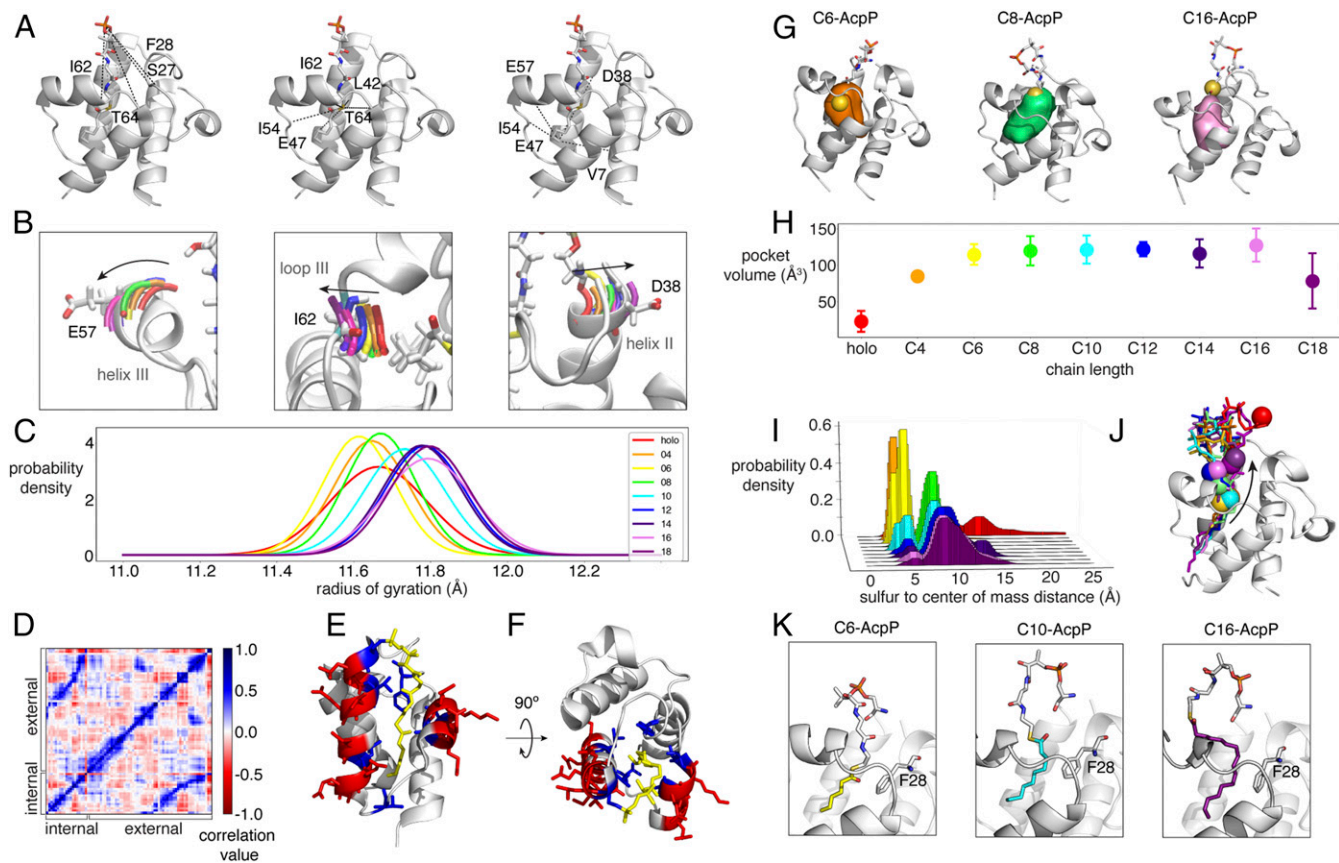 A
F28
I62
S27
T64
I62
L42
I54
T64
E47
E57
D38
I54
E47
V7
B
E57
helix III
loop III
I62
D38
helix II
C
probability
density
4
2
0
11.0 11.2 11.4 11.6 11.8 12.0 12.2
radius of gyration (Å)
holo
04
06
08
10
12
14
16
18
D
external
internal
internal external
1.0
0.5
0.0
-0.5
-1.0
correlation
value
E
90º
F
G
C6-AcpP C8-AcpP C16-AcpP
H
pocket
volume (Å³)
150
100
50
holo C4 C6 C8 C10 C12 C14 C16 C18
chain length
I
probability
density
0.6
0.4
0.2
0.0
0 5 10 15 20 25
sulfur to center of mass distance (Å)
J
K
C6-AcpP
F28
C10-AcpP
F28
C16-AcpP
F28